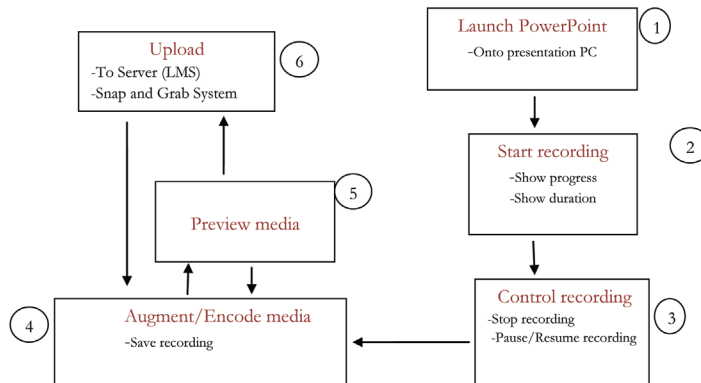 Launch PowerPoint
-Onto presentation PC
1
Start recording
-Show progress
-Show duration
2
Control recording
-Stop recording
-Pause/Resume recording
3
Augment/Encode media
-Save recording
4
Preview media
5
Upload
-To Server (LMS)
-Snap and Grab System
6